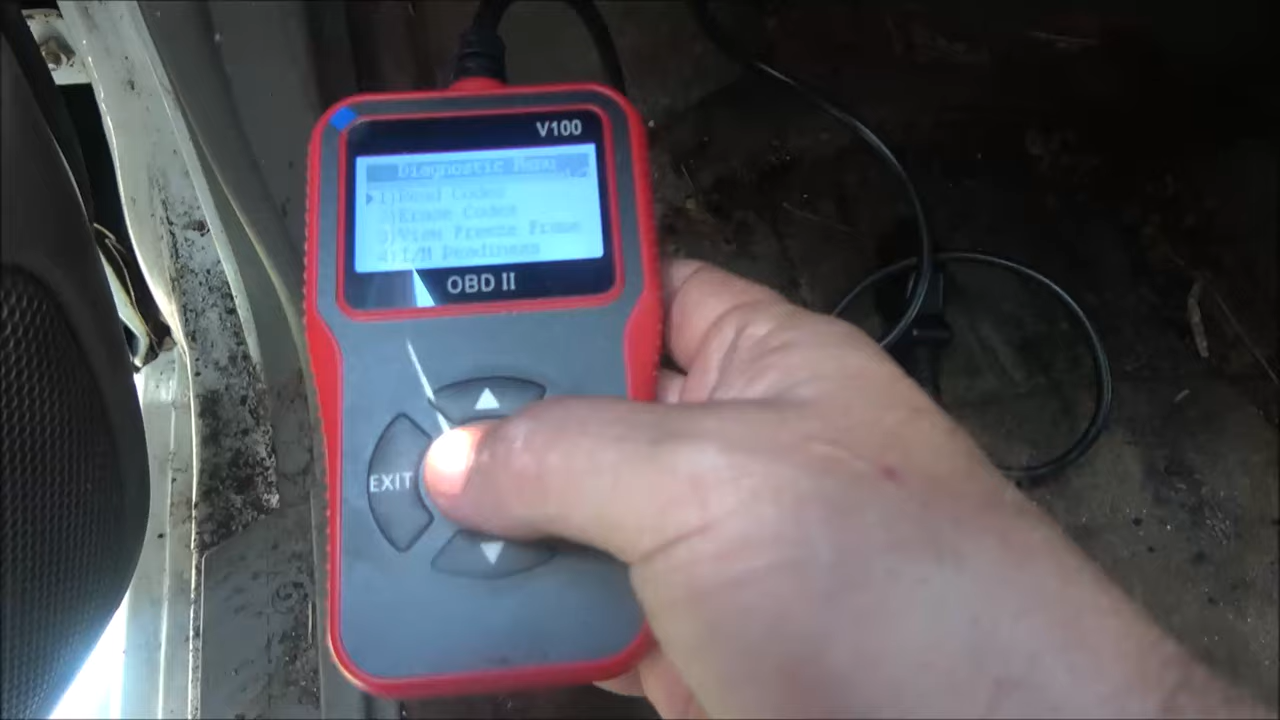 V100
Diagnostic Menu
1)Read Codes
2)Erase Codes
3)View Freeze Frame
4)I/M Readiness
OBD II
EXIT